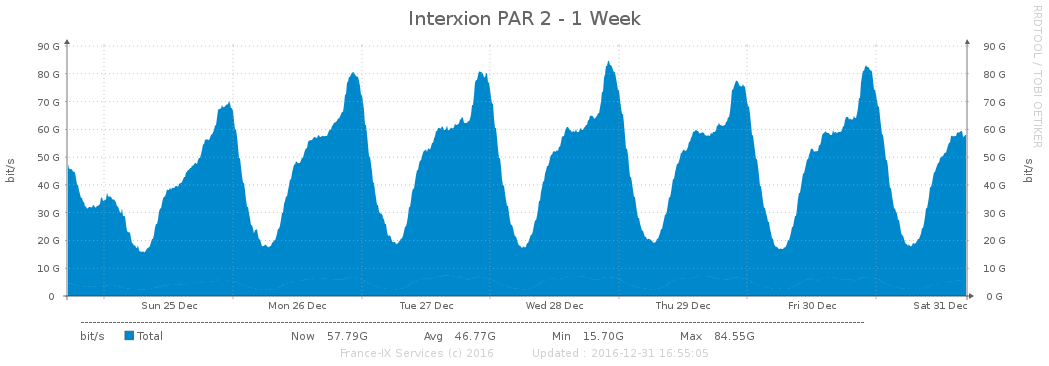 Interxion PAR 2 - 1 Week
RRDTOOL / TOBI OETIKER
90 G 90 G
80 G 80 G
70 G 70 G
60 G 60 G
50 G 50 G
40 G 40 G
30 G 30 G
20 G 20 G
10 G 10 G
0 0 G
bit/s
bit/s
Sun 25 Dec Mon 26 Dec Tue 27 Dec Wed 28 Dec Thu 29 Dec Fri 30 Dec Sat 31 Dec
bit/s Total Now 57.79G Avg 46.77G Min 15.70G Max 84.55G
France-IX Services (c) 2016 Updated : 2016-12-31 16:55:05